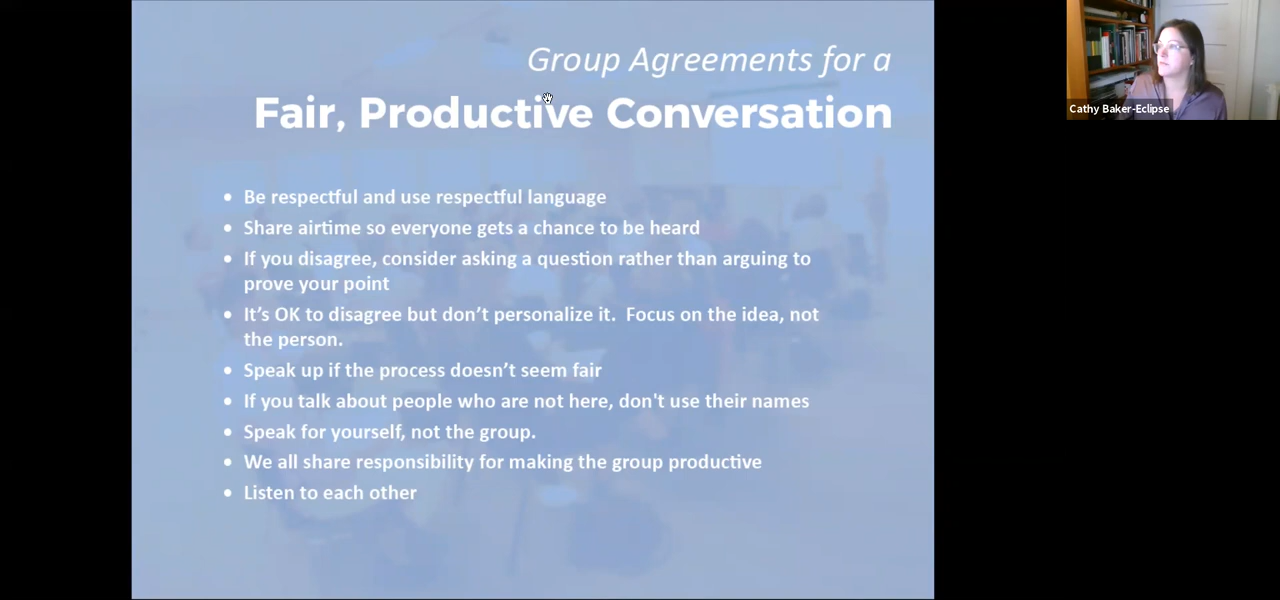 Group Agreements for a
Fair, Productive Conversation
• Be respectful and use respectful language
• Share airtime so everyone gets a chance to be heard
• If you disagree, consider asking a question rather than arguing to
prove your point
• It’s OK to disagree but don’t personalize it.  Focus on the idea, not
the person.
• Speak up if the process doesn’t seem fair
• If you talk about people who are not here, don't use their names
• Speak for yourself, not the group.
• We all share responsibility for making the group productive
• Listen to each other
Cathy Baker-Eclipse